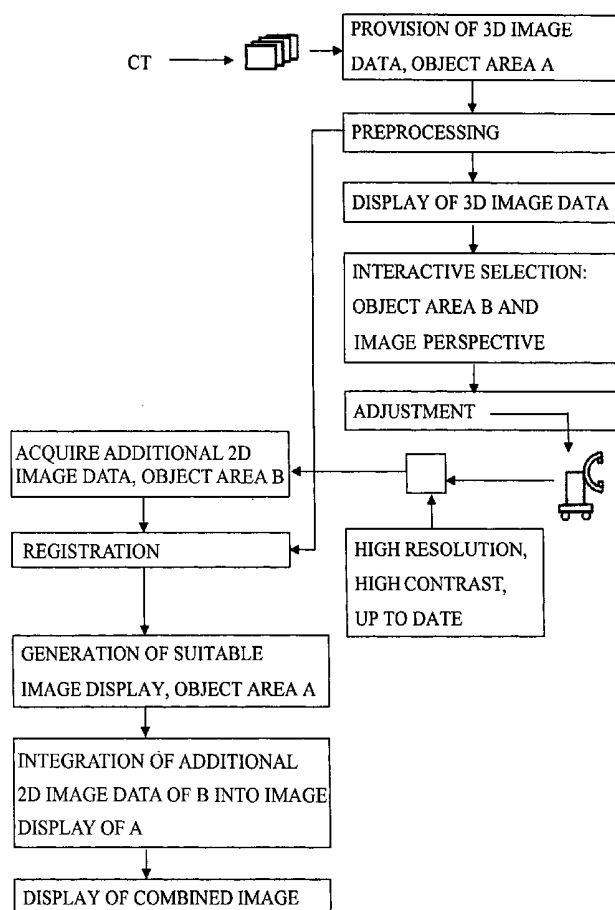 CT
PROVISION OF 3D IMAGE
DATA, OBJECT AREA A
PREPROCESSING
DISPLAY OF 3D IMAGE DATA
INTERACTIVE SELECTION:
OBJECT AREA B AND
IMAGE PERSPECTIVE
ADJUSTMENT
ACQUIRE ADDITIONAL 2D
IMAGE DATA, OBJECT AREA B
HIGH RESOLUTION,
HIGH CONTRAST,
UP TO DATE
REGISTRATION
GENERATION OF SUITABLE
IMAGE DISPLAY, OBJECT AREA A
INTEGRATION OF ADDITIONAL
2D IMAGE DATA OF B INTO IMAGE
DISPLAY OF A
DISPLAY OF COMBINED IMAGE